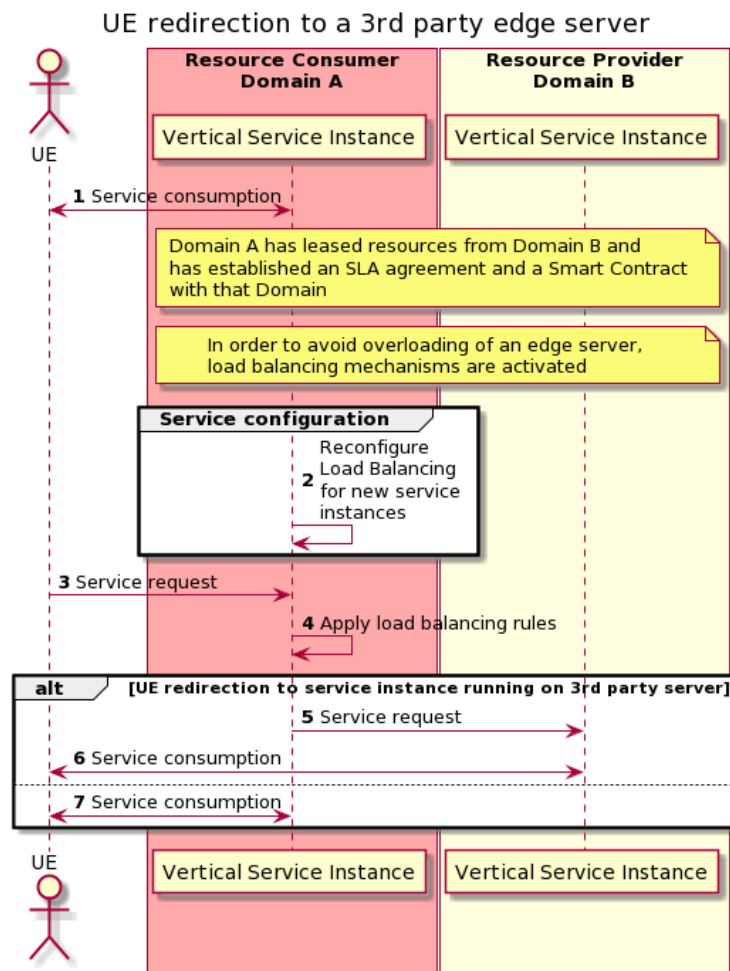 UE redirection to a 3rd party edge server
Resource Consumer
Domain A
Resource Provider
Domain B
Vertical Service Instance
Vertical Service Instance
UE
1 Service consumption
Domain A has leased resources from Domain B and
has established an SLA agreement and a Smart Contract
with that Domain
In order to avoid overloading of an edge server,
load balancing mechanisms are activated
Service configuration
2 Reconfigure
Load Balancing
for new service
instances
3 Service request
4 Apply load balancing rules
alt [UE redirection to service instance running on 3rd party server]
5 Service request
6 Service consumption
7 Service consumption
UE
Vertical Service Instance
Vertical Service Instance